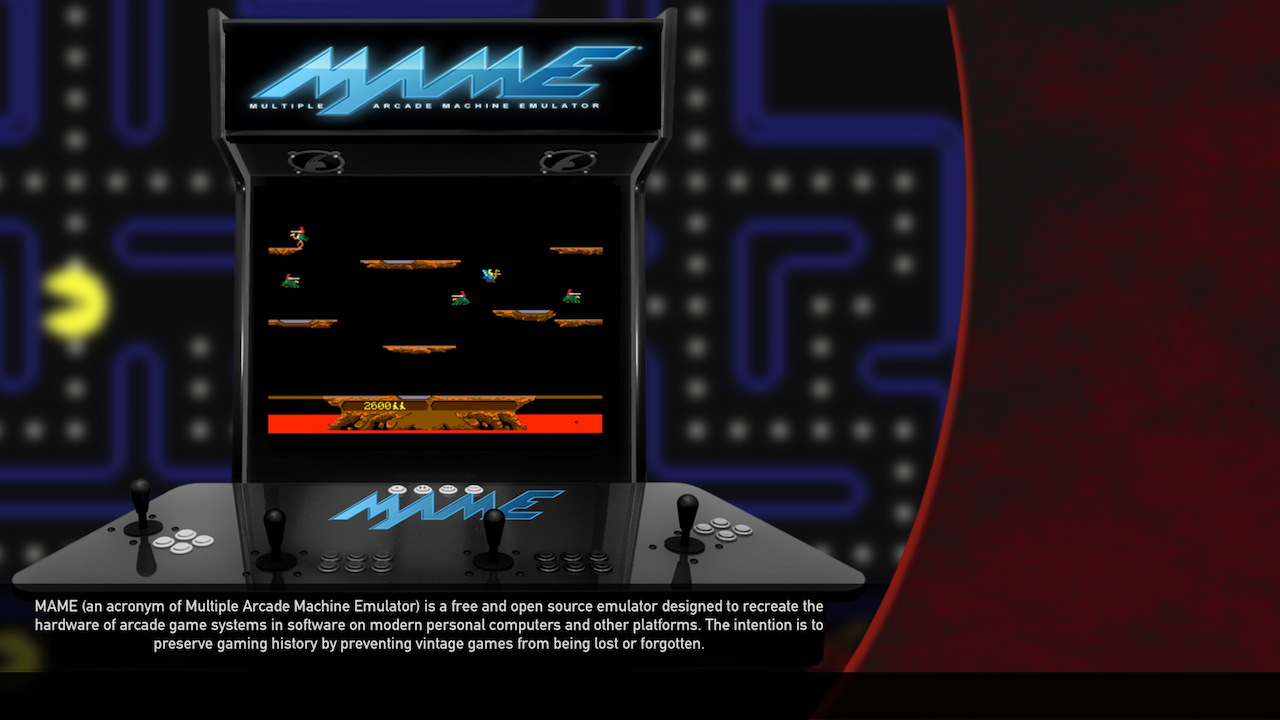 MAME
MULTIPLE ARCADE MACHINE EMULATOR
2600
MAME
MAME (an acronym of Multiple Arcade Machine Emulator) is a free and open source emulator designed to recreate the
hardware of arcade game systems in software on modern personal computers and other platforms. The intention is to
preserve gaming history by preventing vintage games from being lost or forgotten.